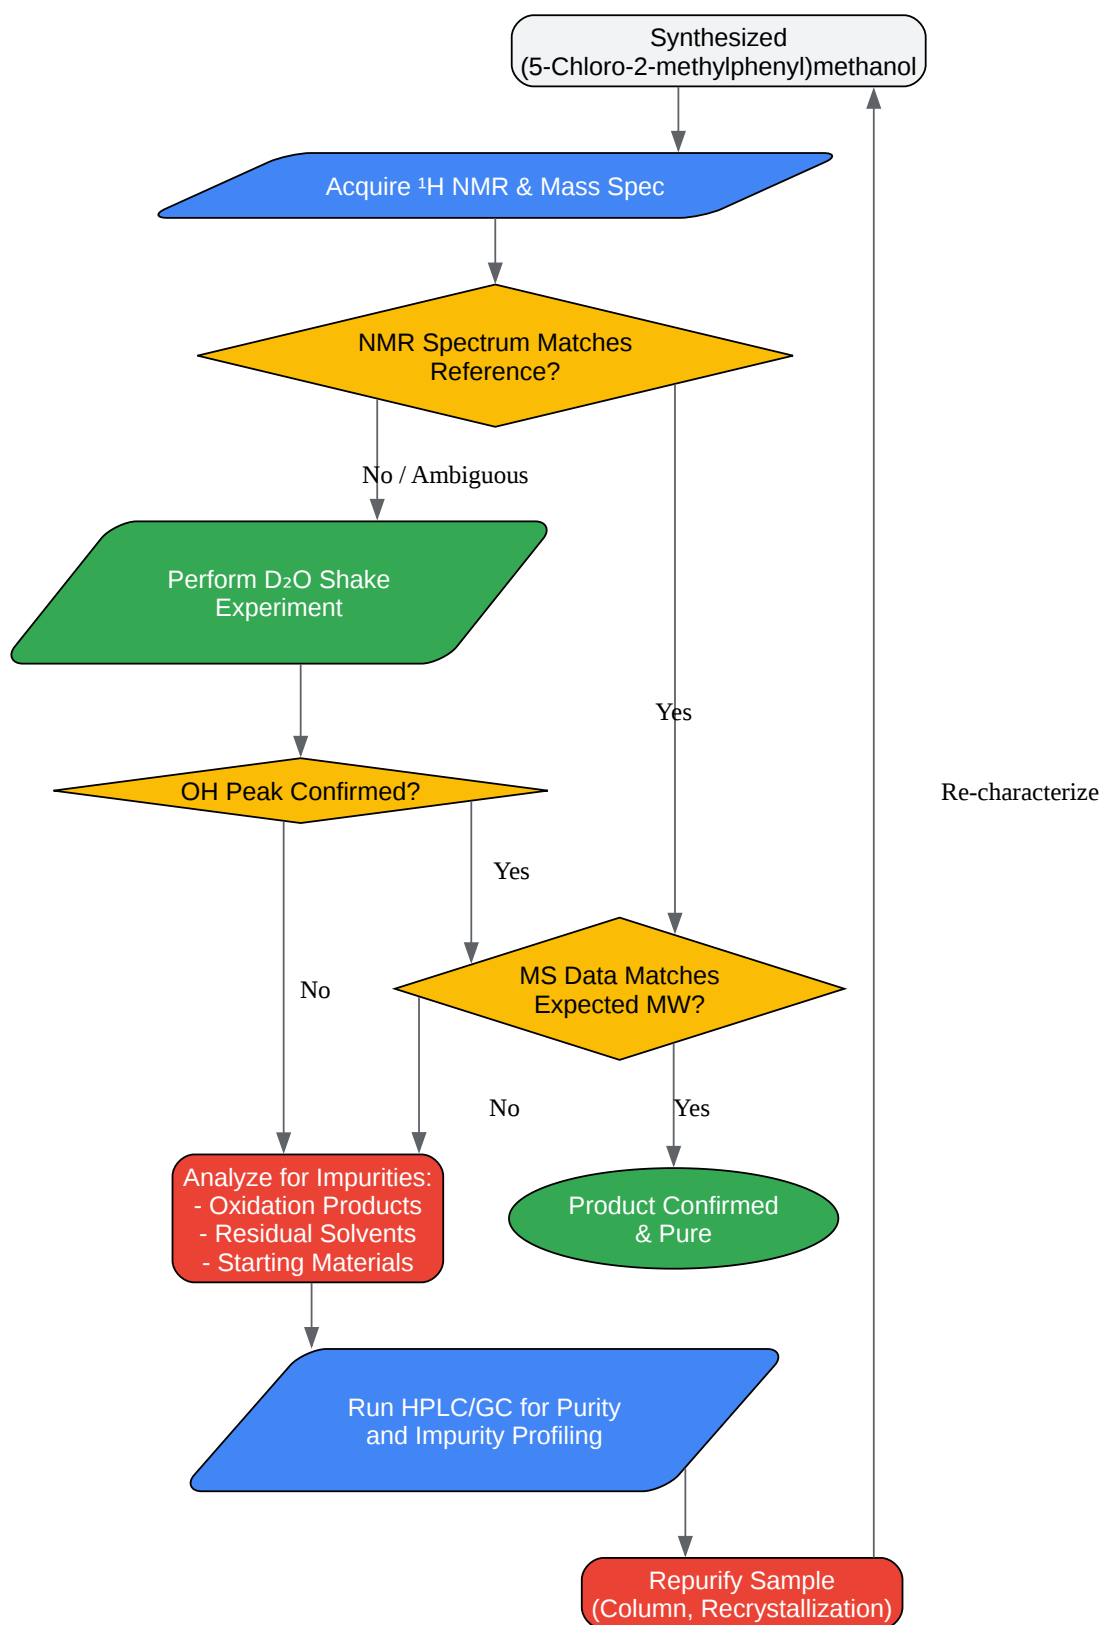 Synthesized
(5-Chloro-2-methylphenyl)methanol
Acquire ¹H NMR & Mass Spec
NMR Spectrum Matches
Reference?
No / Ambiguous
Perform D₂O Shake
Experiment
Yes
OH Peak Confirmed?
Re-characterize
Yes
MS Data Matches
Expected MW?
No
No
Yes
Analyze for Impurities:
- Oxidation Products
- Residual Solvents
- Starting Materials
Product Confirmed
& Pure
Run HPLC/GC for Purity
and Impurity Profiling
Repurify Sample
(Column, Recrystallization)